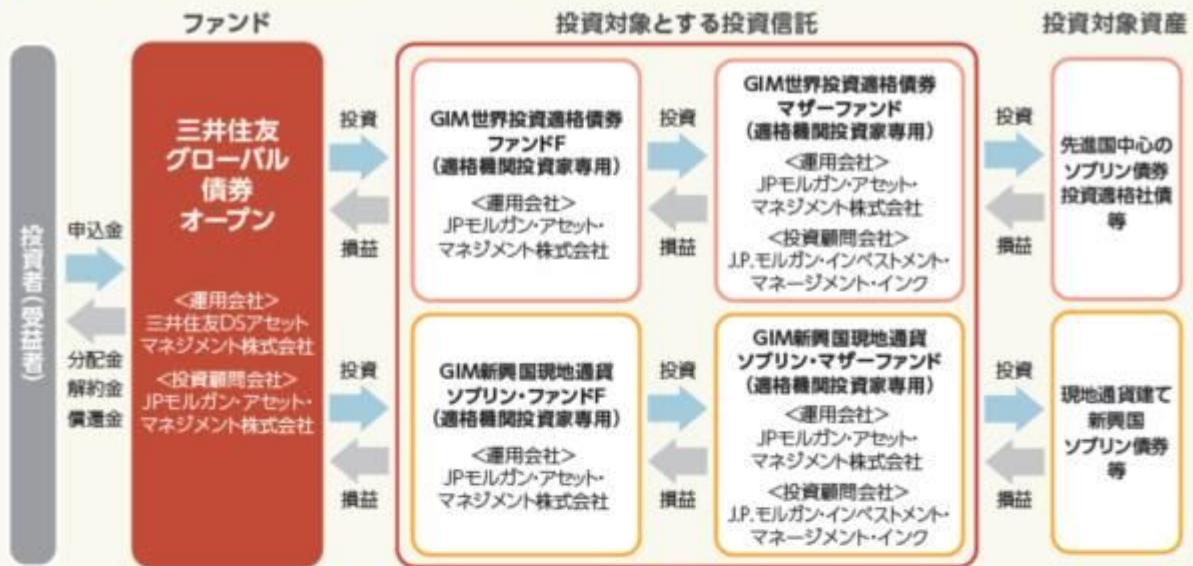 ファンド
投資対象とする投資信託
投資対象資産
投資者(受益者)
申込金
分配金
解約金
償還金
三井住友
グローバル
債券
オープン
<運用会社>
三井住友DSアセット
マネジメント株式会社
<投資顧問会社>
JPモルガン・アセット・
マネジメント株式会社
投資
損益
GIM世界投資適格債券
ファンドF
(適格機関投資家専用)
<運用会社>
JPモルガン・アセット・
マネジメント株式会社
投資
損益
GIM世界投資適格債券
マザーファンド
(適格機関投資家専用)
<運用会社>
JPモルガン・アセット・
マネジメント株式会社
<投資顧問会社>
J.P.モルガン・インベストメント・
マネージメント・インク
投資
損益
先進国中心の
ソブリン債券
投資適格社債
等
投資
損益
GIM新興国現地通貨
ソブリン・ファンドF
(適格機関投資家専用)
<運用会社>
JPモルガン・アセット・
マネジメント株式会社
投資
損益
GIM新興国現地通貨
ソブリン・マザーファンド
(適格機関投資家専用)
<運用会社>
JPモルガン・アセット・
マネジメント株式会社
<投資顧問会社>
J.P.モルガン・インベストメント・
マネージメント・インク
投資
損益
現地通貨建て
新興国
ソブリン債券
等